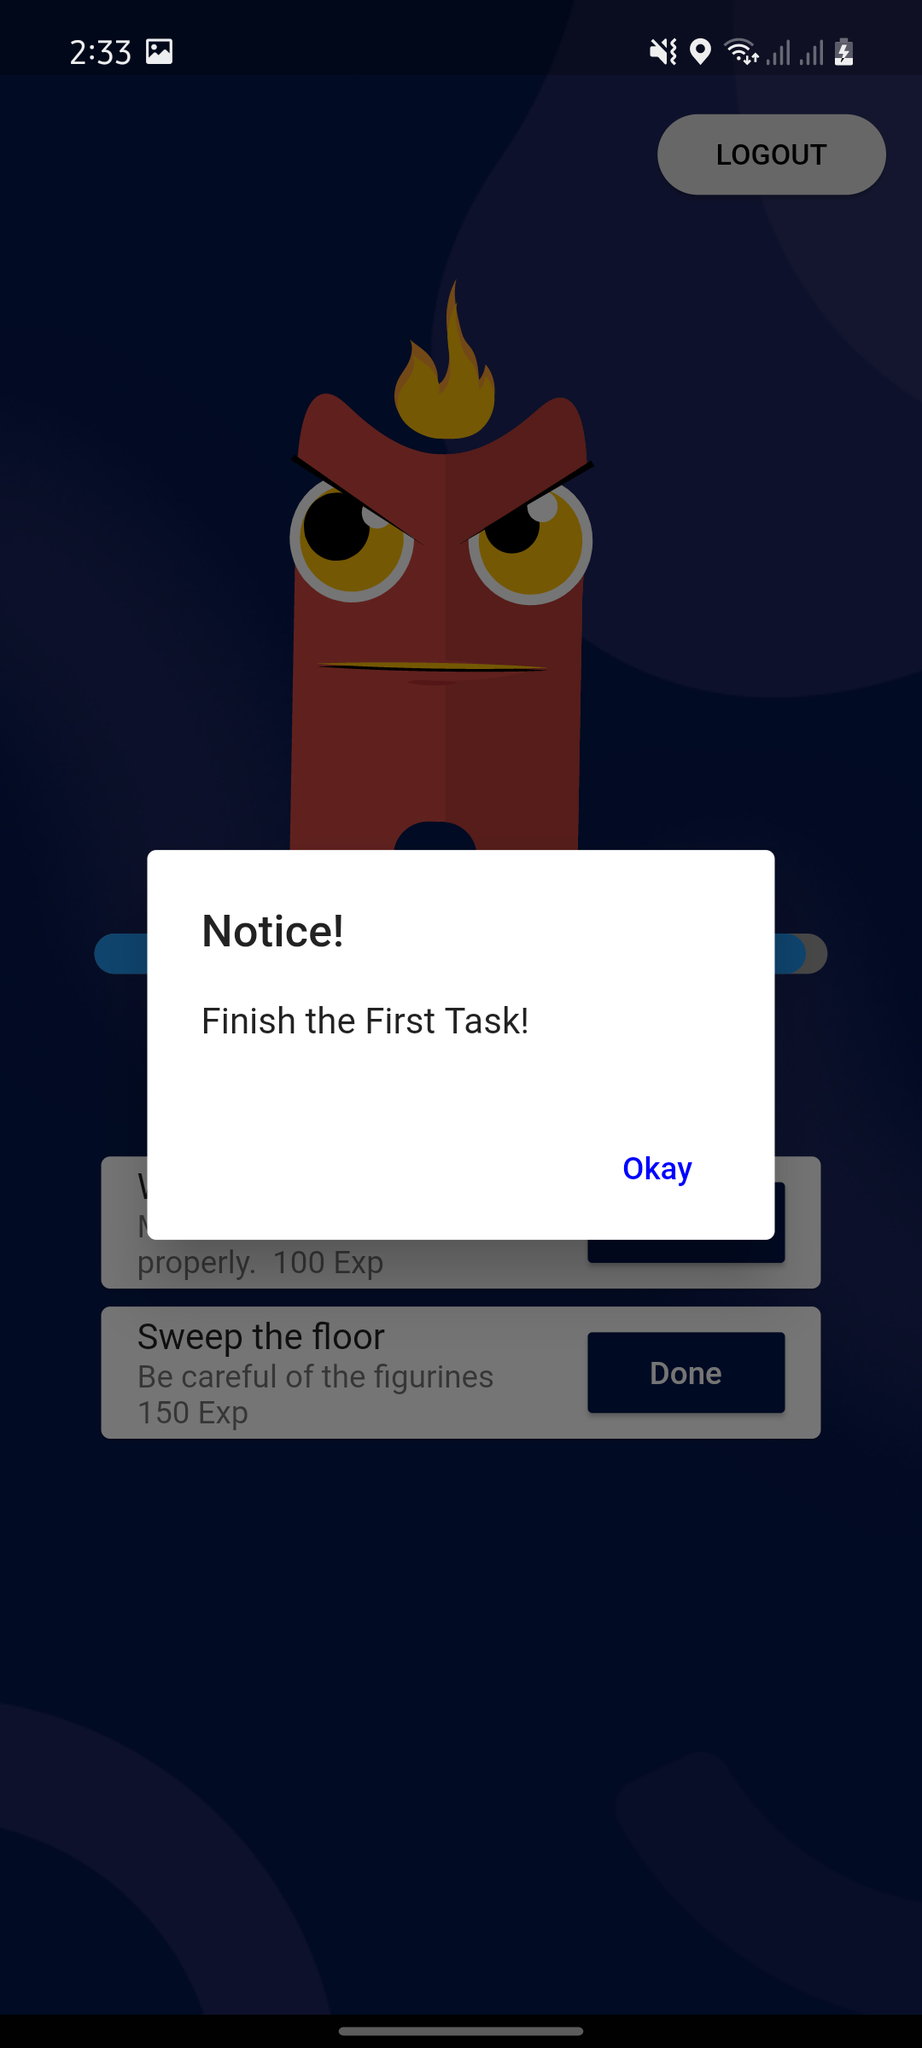 2:33
LOGOUT
Notice!
Finish the First Task!
Okay
properly.  100 Exp
Sweep the floor
Be careful of the figurines
150 Exp
Done